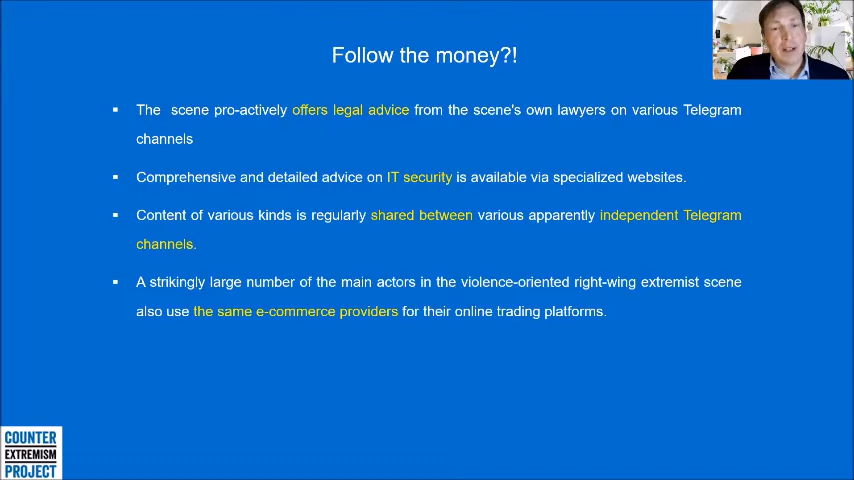 Follow the money?!
▪ The scene pro-actively offers legal advice from the scene's own lawyers on various Telegram
channels
▪ Comprehensive and detailed advice on IT security is available via specialized websites.
▪ Content of various kinds is regularly shared between various apparently independent Telegram
channels.
▪ A strikingly large number of the main actors in the violence-oriented right-wing extremist scene
also use the same e-commerce providers for their online trading platforms.
COUNTER
EXTREMISM
PROJECT